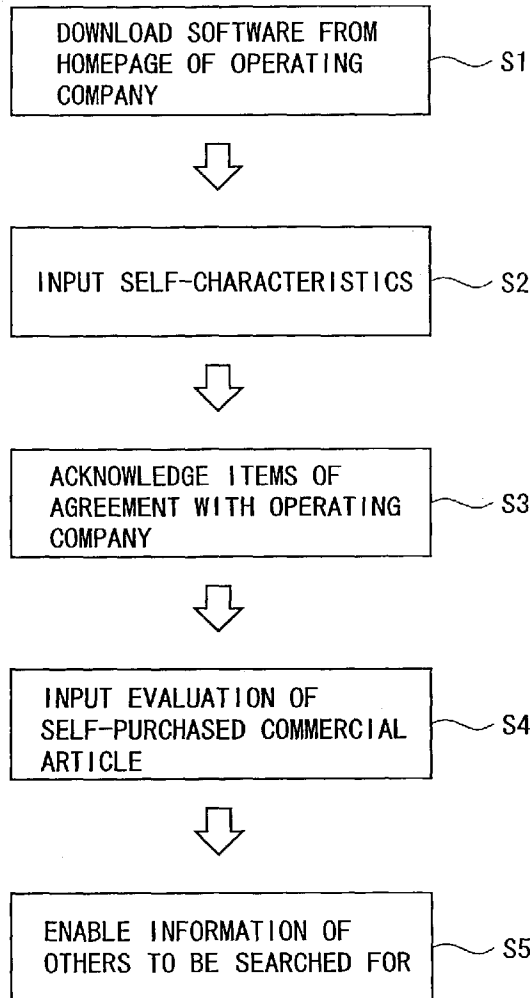 DOWNLOAD SOFTWARE FROM
HOMEPAGE OF OPERATING
COMPANY
S1
INPUT SELF-CHARACTERISTICS
S2
ACKNOWLEDGE ITEMS OF
AGREEMENT WITH OPERATING
COMPANY
S3
INPUT EVALUATION OF
SELF-PURCHASED COMMERCIAL
ARTICLE
S4
ENABLE INFORMATION OF
OTHERS TO BE SEARCHED FOR
S5